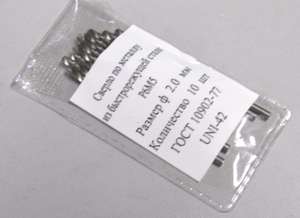 Сверло по металлу
из быстрорежущей стали
Р6М5
Размер ф 2.0 мм
Количество 10 шт
ГОСТ 10902-77
UNI-42